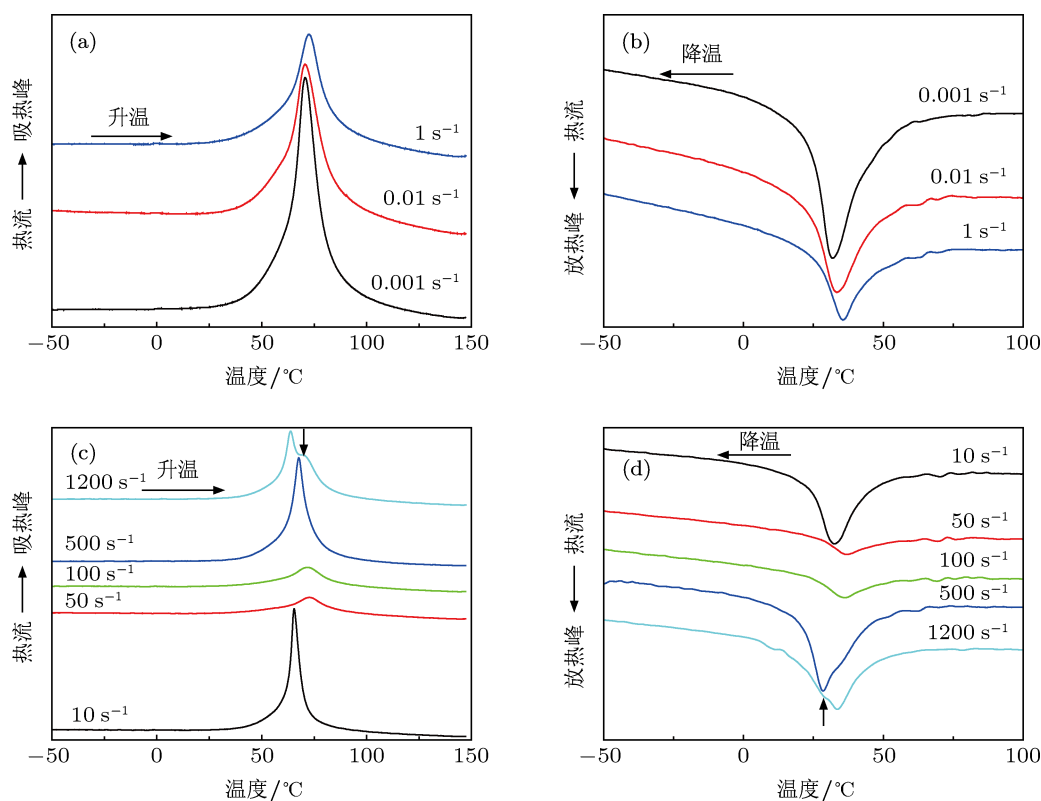 (a)
升温
1 s⁻¹
0.01 s⁻¹
0.001 s⁻¹
热流 → 吸热峰
−50 0 50 100 150
温度/℃
(b)
降温
0.001 s⁻¹
0.01 s⁻¹
1 s⁻¹
放热峰 ← 热流
−50 0 50 100
温度/℃
(c)
升温
1200 s⁻¹
500 s⁻¹
100 s⁻¹
50 s⁻¹
10 s⁻¹
热流 → 吸热峰
−50 0 50 100 150
温度/℃
(d)
降温
10 s⁻¹
50 s⁻¹
100 s⁻¹
500 s⁻¹
1200 s⁻¹
放热峰 ← 热流
−50 0 50 100
温度/℃